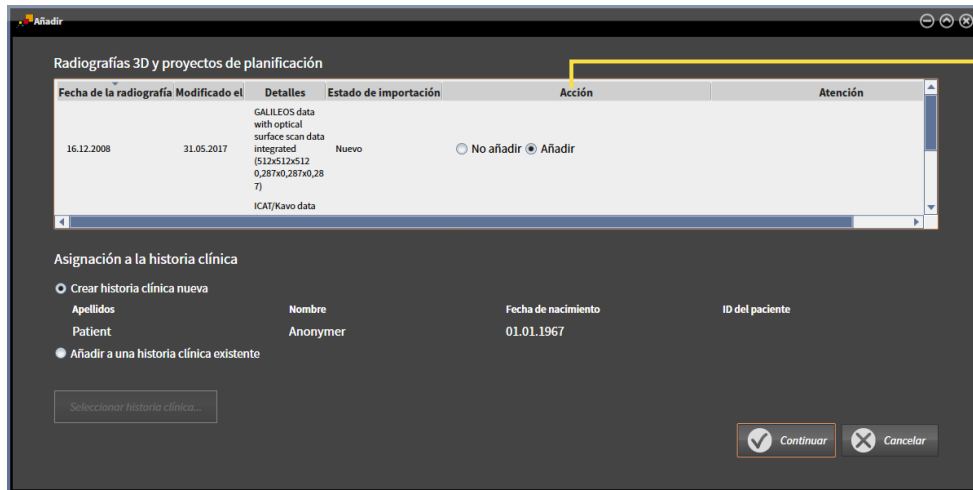 Añadir
Radiografías 3D y proyectos de planificación
Fecha de la radiografía Modificado el Detalles Estado de importación Acción Atención
GALILEOS data
with optical
surface scan data
16.12.2008 31.05.2017 integrated Nuevo No añadir Añadir
(512x512x512
0,287x0,287x0,28
7)
ICAT/Kavo data
Asignación a la historia clínica
Crear historia clínica nueva
Apellidos Nombre Fecha de nacimiento ID del paciente
Patient Anonymer 01.01.1967
Añadir a una historia clínica existente
Seleccionar historia clínica...
Continuar Cancelar